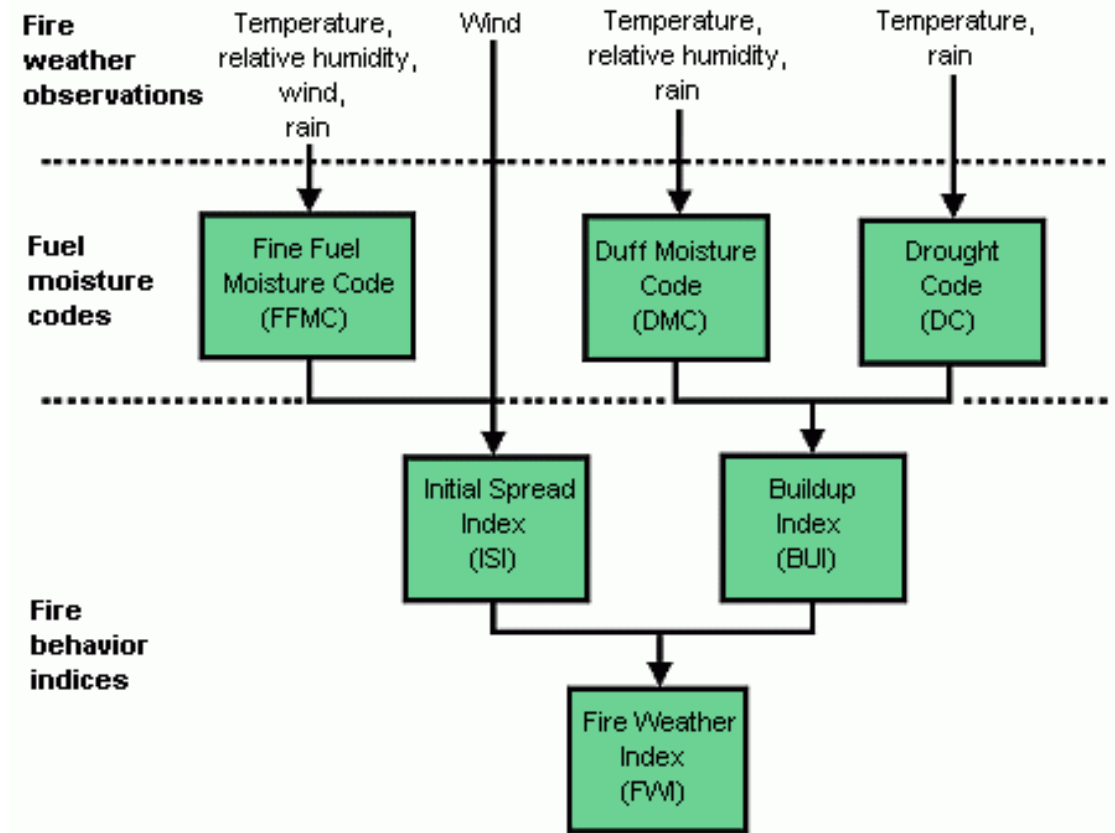 Fire
weather
observations
Temperature,
relative humidity,
wind,
rain
Wind
Temperature,
relative humidity,
rain
Temperature,
rain
Fuel
moisture
codes
Fine Fuel
Moisture Code
(FFMC)
Duff Moisture
Code
(DMC)
Drought
Code
(DC)
Fire
behavior
indices
Initial Spread
Index
(ISI)
Buildup
Index
(BUI)
Fire Weather
Index
(FWI)